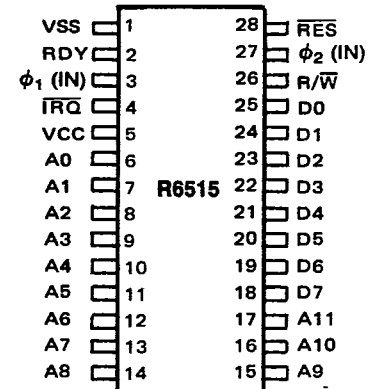 VSS 1 28 R̅E̅S̅
RDY 2 27 ϕ₂ (IN)
ϕ₁ (IN) 3 26 R/W̅
I̅R̅Q̅ 4 25 D0
VCC 5 24 D1
A0 6 23 D2
A1 7 R6515 22 D3
A2 8 21 D4
A3 9 20 D5
A4 10 19 D6
A5 11 18 D7
A6 12 17 A11
A7 13 16 A10
A8 14 15 A9